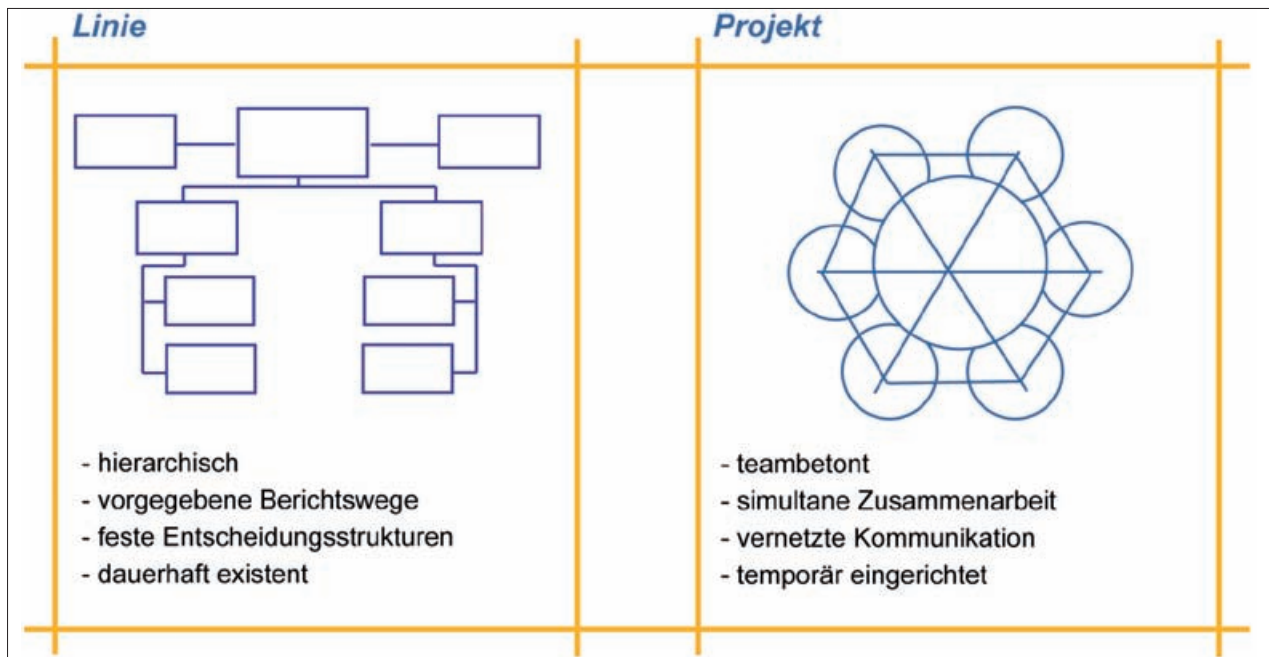 Linie
- hierarchisch
- vorgegebene Berichtswege
- feste Entscheidungsstrukturen
- dauerhaft existent
Projekt
- teambetont
- simultane Zusammenarbeit
- vernetzte Kommunikation
- temporär eingerichtet